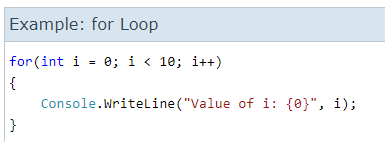 Example: for Loop
for(int i = 0; i < 10; i++)
{
    Console.WriteLine("Value of i: {0}", i);
}